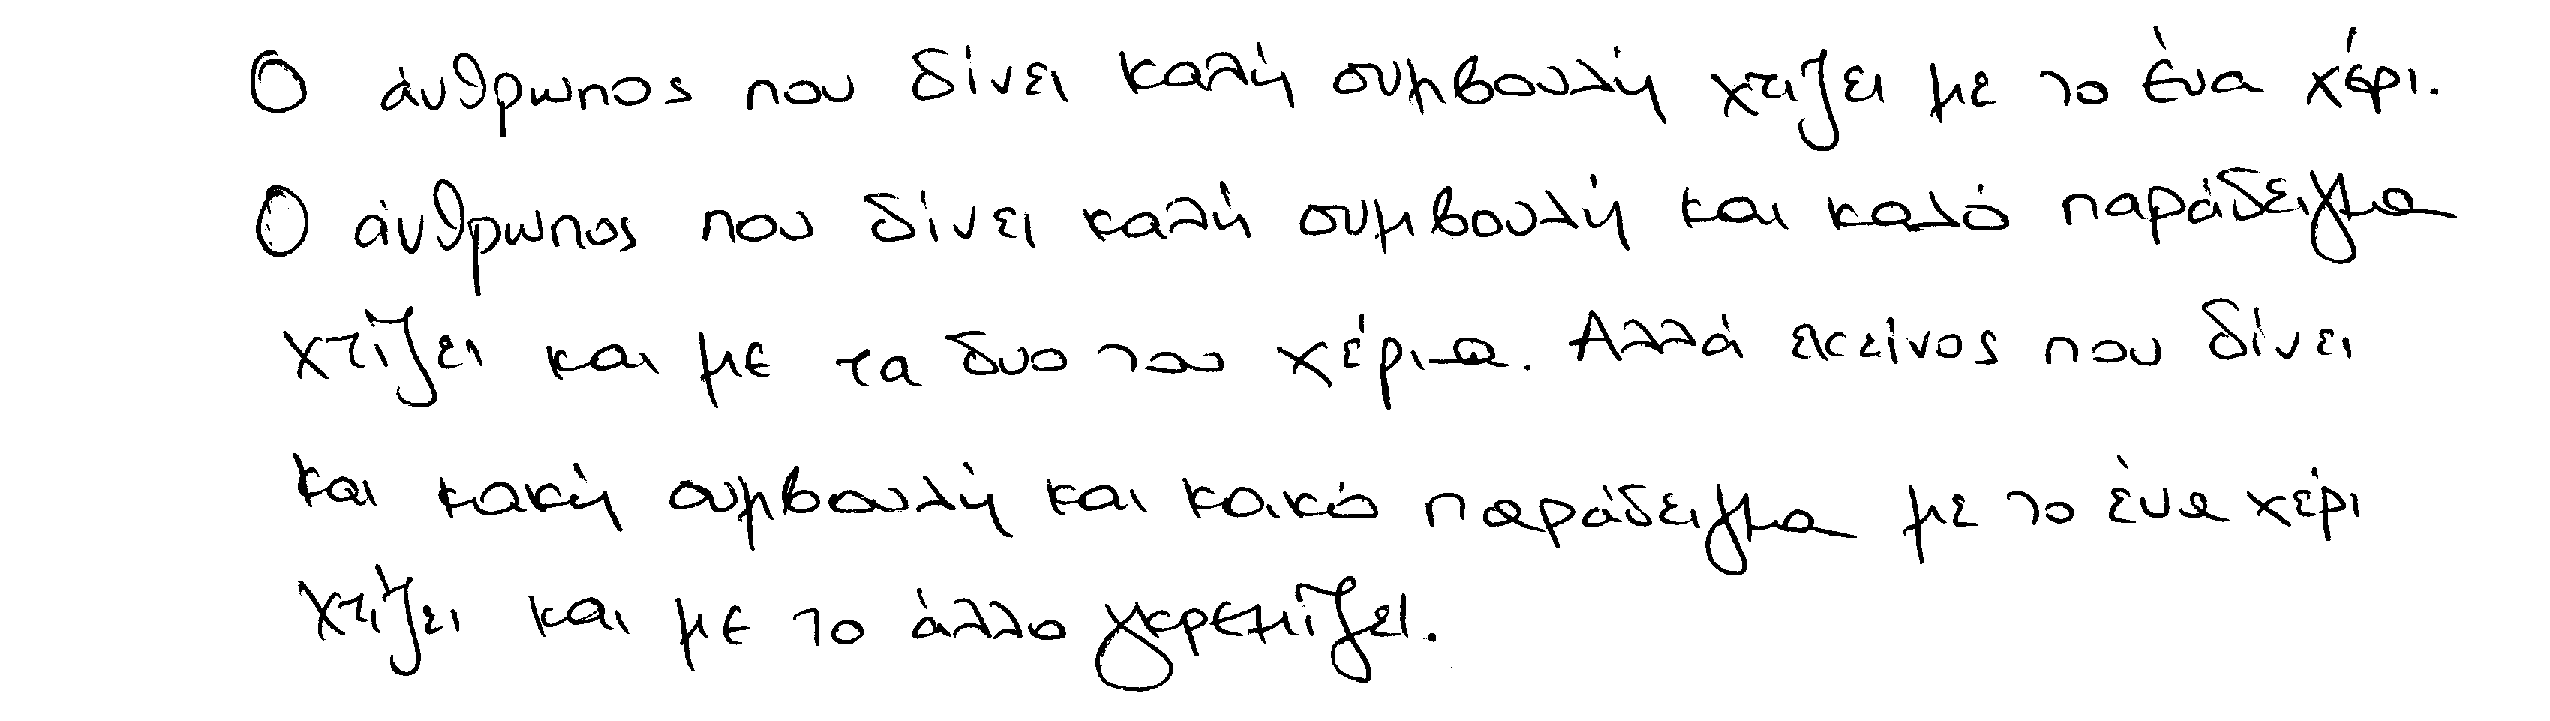 Ο άνθρωπος που δίνει καλή συμβουλή χτίζει με το ένα χέρι.
Ο άνθρωπος που δίνει καλή συμβουλή και καλό παράδειγμα
χτίζει και με τα δυο του χέρια. Αλλά εκείνος που δίνει
και κακή συμβουλή και κακό παράδειγμα με το ένα χέρι
χτίζει και με το άλλο γκρεμίζει.